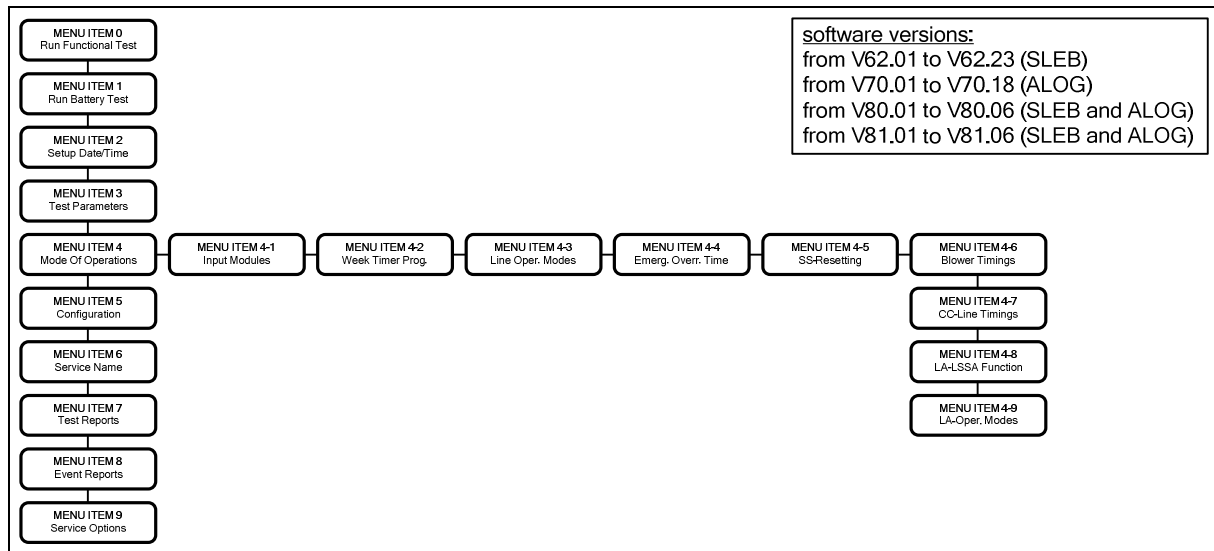 MENU ITEM 0
Run Functional Test
MENU ITEM 1
Run Battery Test
MENU ITEM 2
Setup Date/Time
MENU ITEM 3
Test Parameters
MENU ITEM 4
Mode Of Operations
MENU ITEM 4-1
Input Modules
MENU ITEM 4-2
Week Timer Prog.
MENU ITEM 4-3
Line Oper. Modes
MENU ITEM 4-4
Emerg. Overr. Time
MENU ITEM 4-5
SS-Resetting
MENU ITEM 4-6
Blower Timings
MENU ITEM 4-7
CC-Line Timings
MENU ITEM 4-8
LA-LSSA Function
MENU ITEM 4-9
LA-Oper. Modes
MENU ITEM 5
Configuration
MENU ITEM 6
Service Name
MENU ITEM 7
Test Reports
MENU ITEM 8
Event Reports
MENU ITEM 9
Service Options
software versions:
from V62.01 to V62.23 (SLEB)
from V70.01 to V70.18 (ALOG)
from V80.01 to V80.06 (SLEB and ALOG)
from V81.01 to V81.06 (SLEB and ALOG)